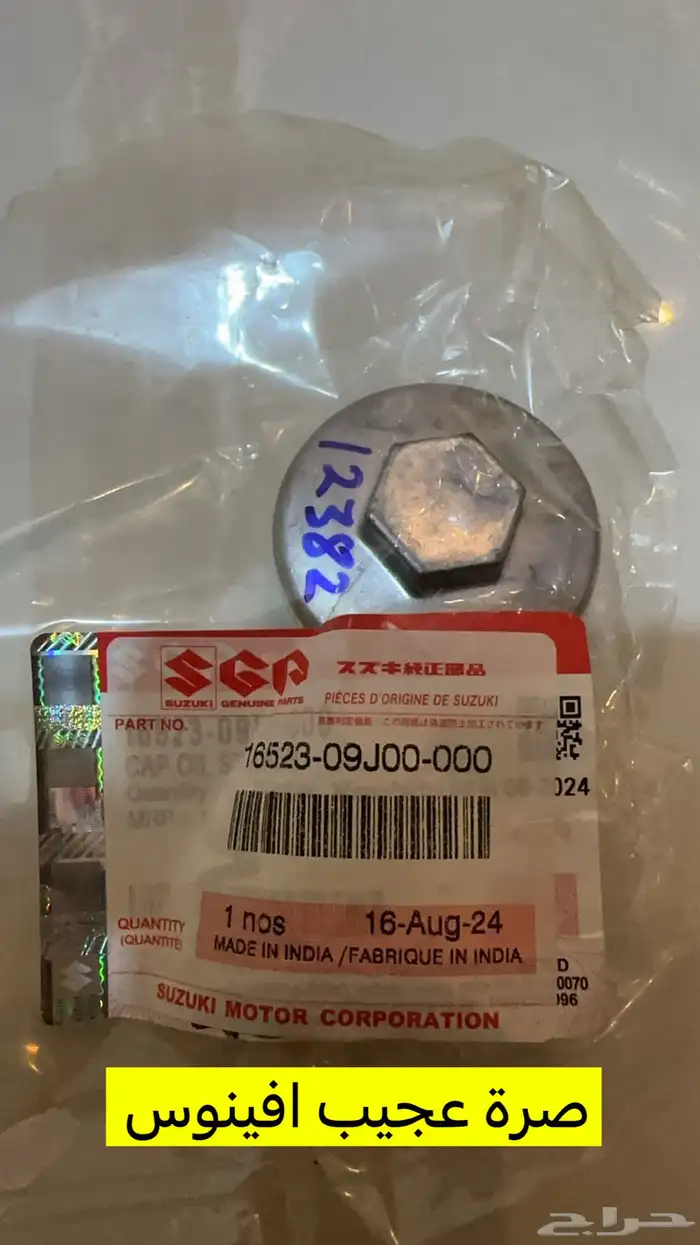 12382
SGP
SUZUKI GENUINE PARTS
スズキ純正部品
PIÈCES D'ORIGINE DE SUZUKI
PART NO.
16523-09J00-000
2024
QUANTITY
(QUANTITÉ)
1 nos
16-Aug-24
MADE IN INDIA /FABRIQUE IN INDIA
SUZUKI MOTOR CORPORATION
صرة عجيب افينوس
حراج